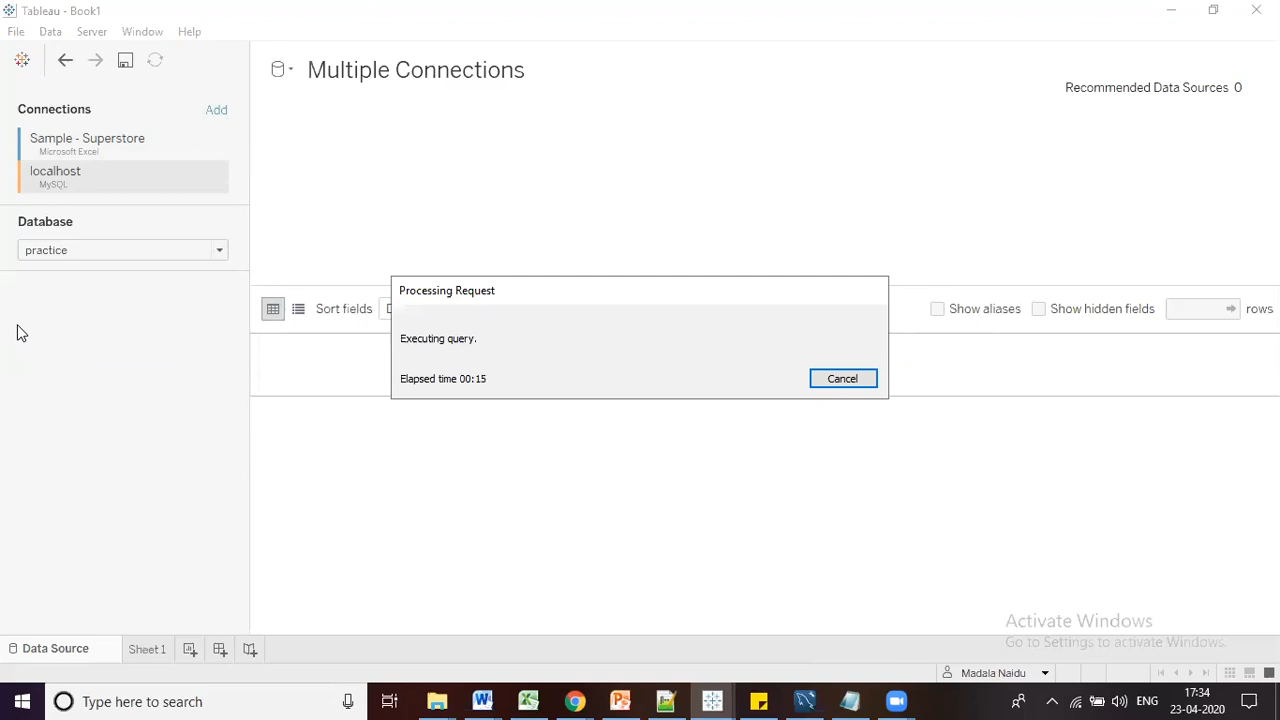 Tableau - Book1
File Data Server Window Help
Multiple Connections
Recommended Data Sources 0
Connections Add
Sample - Superstore
Microsoft Excel
localhost
MySQL
Database
practice
Processing Request
Executing query.
Elapsed time 00:15
Cancel
Sort fields
Show aliases
Show hidden fields
rows
Activate Windows
Go to Settings to activate Windows.
Data Source
Sheet 1
Madala Naidu
Type here to search
ENG
17:34
23-04-2020